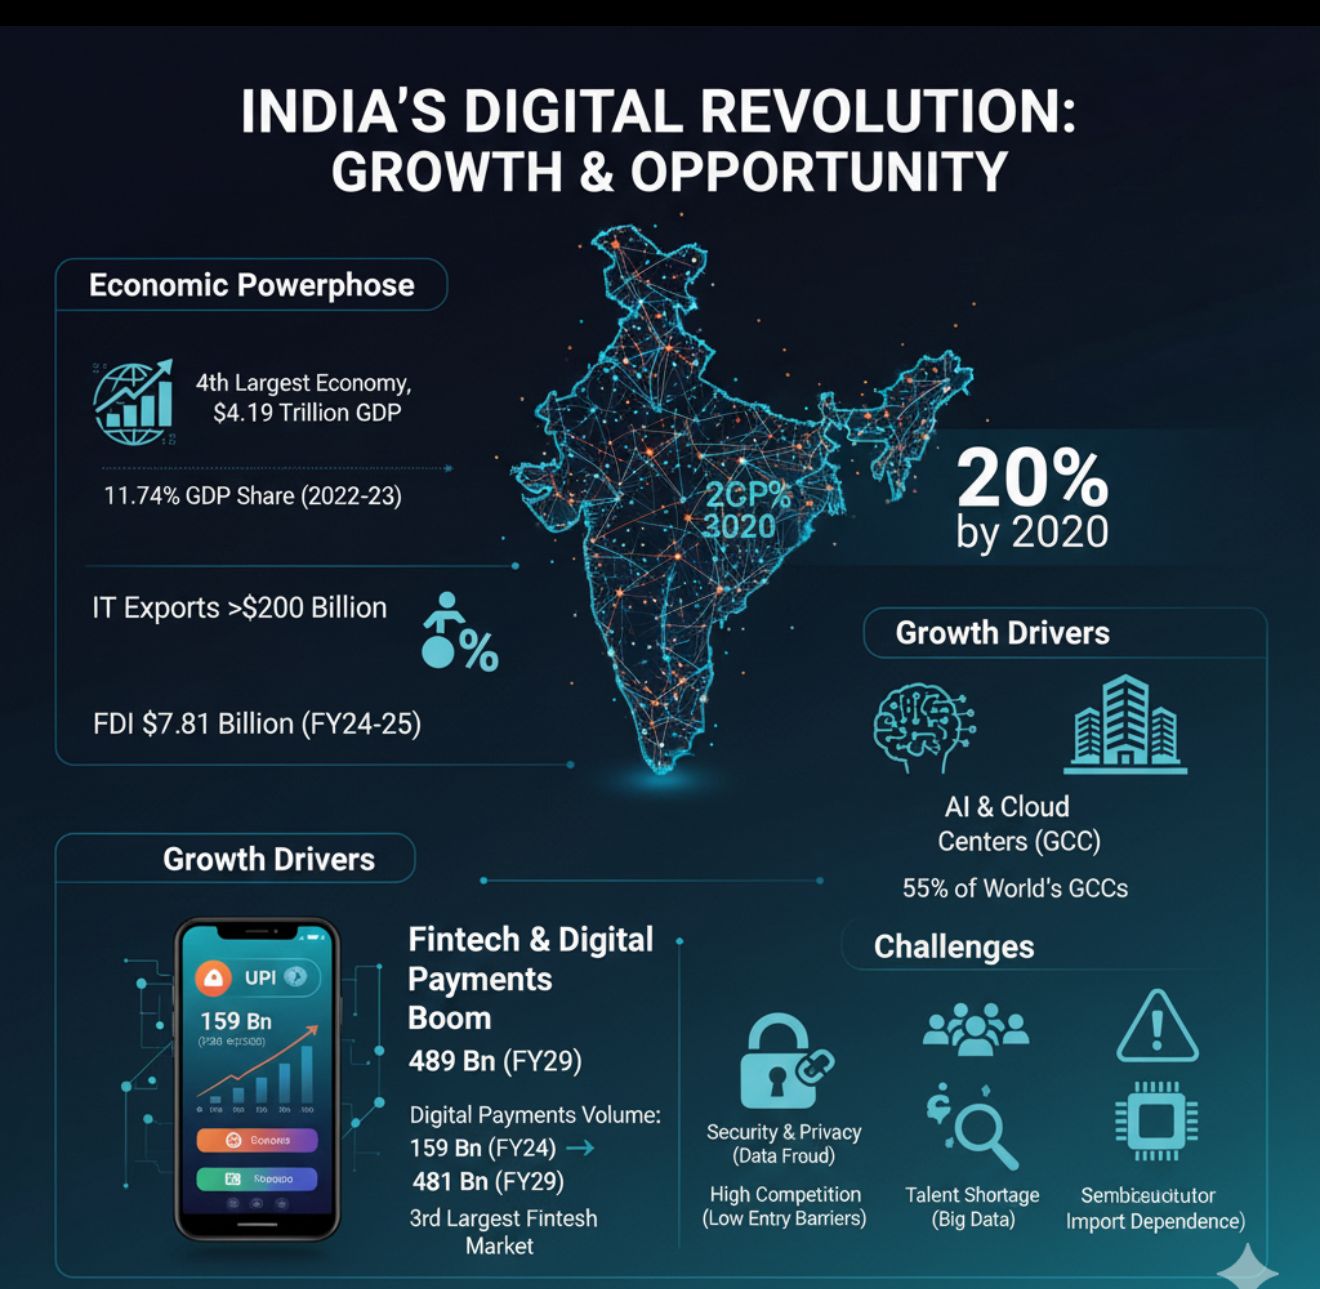 INDIA'S DIGITAL REVOLUTION:
GROWTH & OPPORTUNITY
Economic Powerphose
4th Largest Economy,
$4.19 Trillion GDP
11.74% GDP Share (2022-23)
IT Exports >$200 Billion
%
FDI $7.81 Billion (FY24-25)
2CP%
3020
20%
by 2020
Growth Drivers
AI & Cloud
Centers (GCC)
55% of World's GCCs
Growth Drivers
UPI
159 Bn
Fintech & Digital
Payments
Boom
489 Bn (FY29)
Digital Payments Volume:
159 Bn (FY24) →
481 Bn (FY29)
3rd Largest Fintesh
Market
Challenges
Security & Privacy
(Data Froud)
High Competition
(Low Entry Barriers)
Talent Shortage
(Big Data)
Import Dependence)